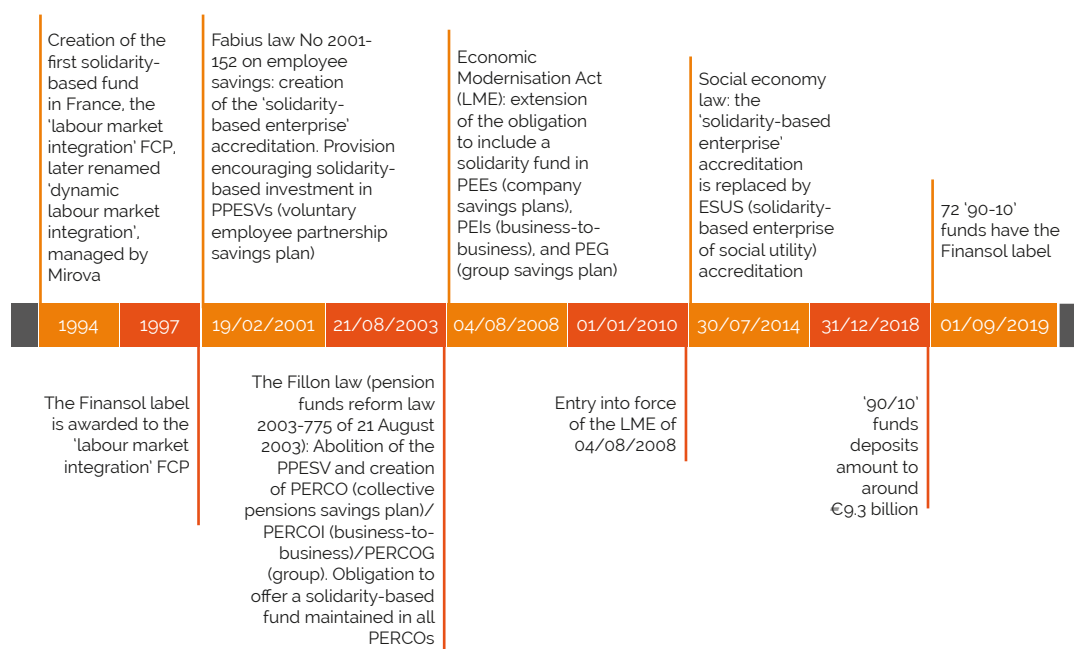 Creation of the
first solidarity-
based fund
in France, the
‘labour market
integration’ FCP,
later renamed
‘dynamic
labour market
integration’,
managed by
Mirova
Fabius law No 2001-
152 on employee
savings: creation
of the ‘solidarity-
based enterprise’
accreditation. Provision
encouraging solidarity-
based investment in
PPESVs (voluntary
employee partnership
savings plan)
Economic
Modernisation Act
(LME): extension
of the obligation
to include a
solidarity fund in
PEEs (company
savings plans),
PEIs (business-to-
business), and PEG
(group savings plan)
Social economy
law: the
‘solidarity-based
enterprise’
accreditation
is replaced by
ESUS (solidarity-
based enterprise
of social utility)
accreditation
72 ‘90-10’
funds have the
Finansol label
1994 1997 19/02/2001 21/08/2003 04/08/2008 01/01/2010 30/07/2014 31/12/2018 01/09/2019
The Finansol label
is awarded to the
‘labour market
integration’ FCP
The Fillon law (pension
funds reform law
2003-775 of 21 August
2003): Abolition of the
PPESV and creation
of PERCO (collective
pensions savings plan)/
PERCOI (business-to-
business)/PERCOG
(group). Obligation to
offer a solidarity-based
fund maintained in all
PERCOs
Entry into force
of the LME of
04/08/2008
‘90/10’
funds
deposits
amount to
around
€9.3 billion